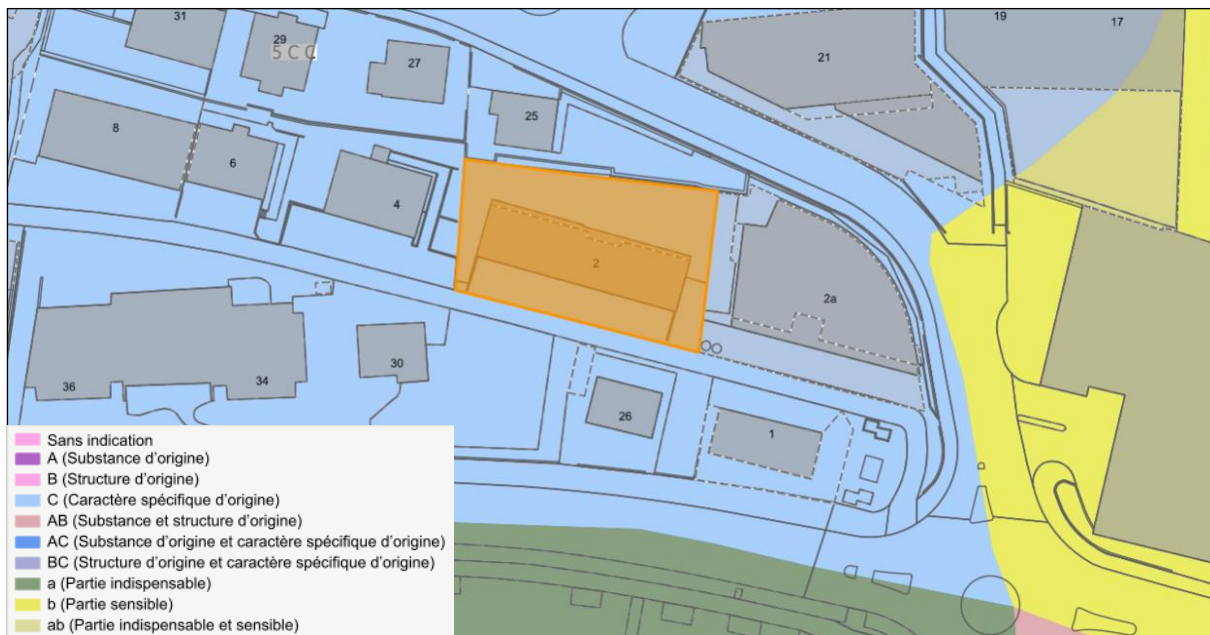 31
29
5 C C
27
25
21
19
17
8
6
4
2
2a
36
34
30
26
1
Sans indication
A (Substance d'origine)
B (Structure d'origine)
C (Caractère spécifique d'origine)
AB (Substance et structure d'origine)
AC (Substance d'origine et caractère spécifique d'origine)
BC (Structure d'origine et caractère spécifique d'origine)
a (Partie indispensable)
b (Partie sensible)
ab (Partie indispensable et sensible)